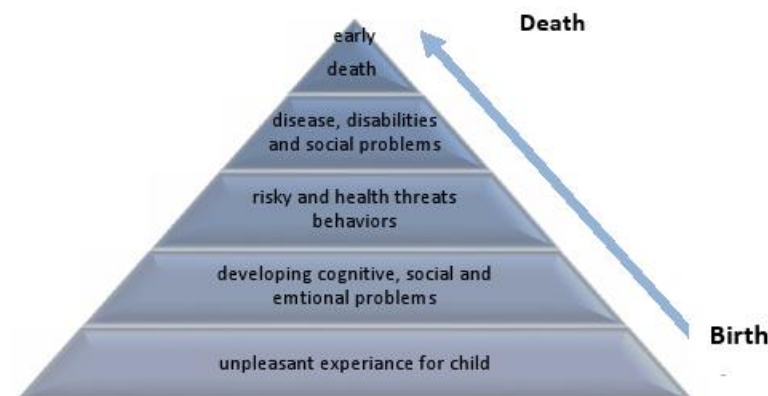 Death
early
death
disease, disabilities
and social problems
risky and health threats
behaviors
developing cognitive, social and
emtional problems
Birth
unpleasant experiance for child